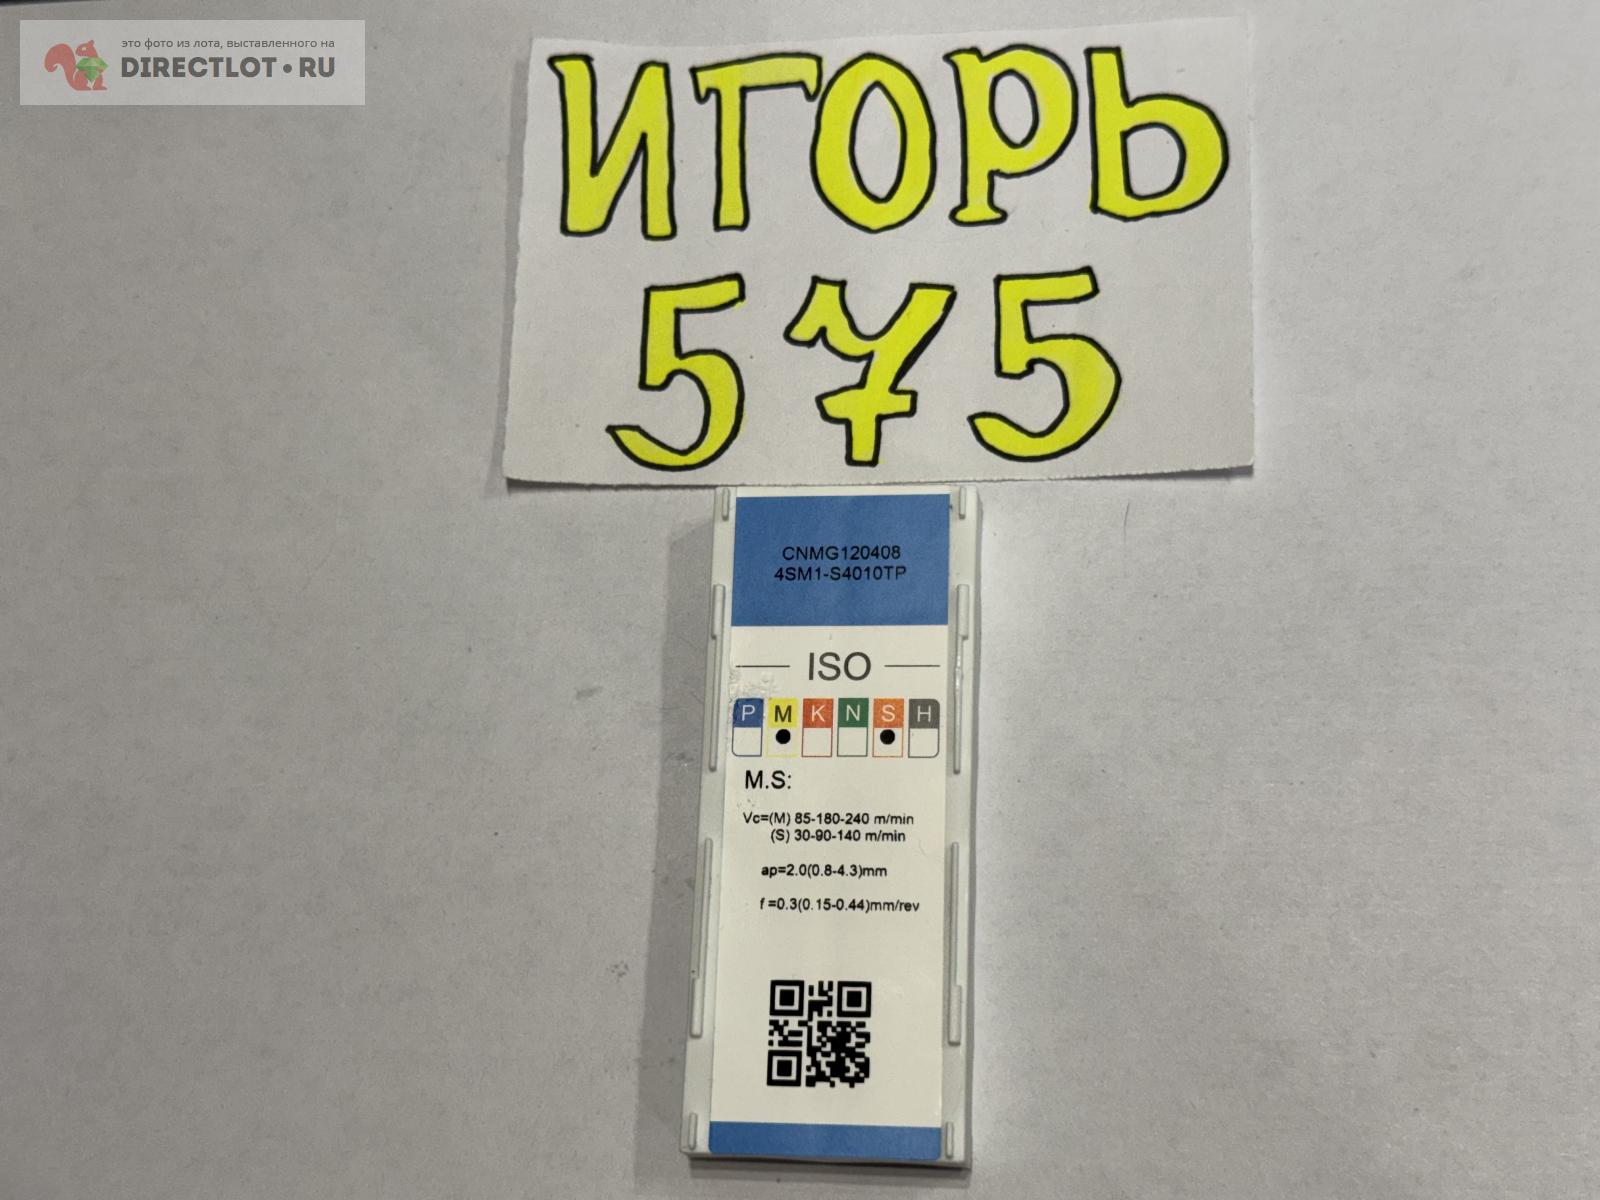 это фото из лота, выставленного на
DIRECTLOT•RU
ИГОРЬ
575
CNMG120408
4SM1-S4010TP
ISO
P M K N S H
M.S:
Vc=(M) 85-180-240 m/min
(S) 30-90-140 m/min
ap=2.0(0.8-4.3)mm
f =0.3(0.15-0.44)mm/rev